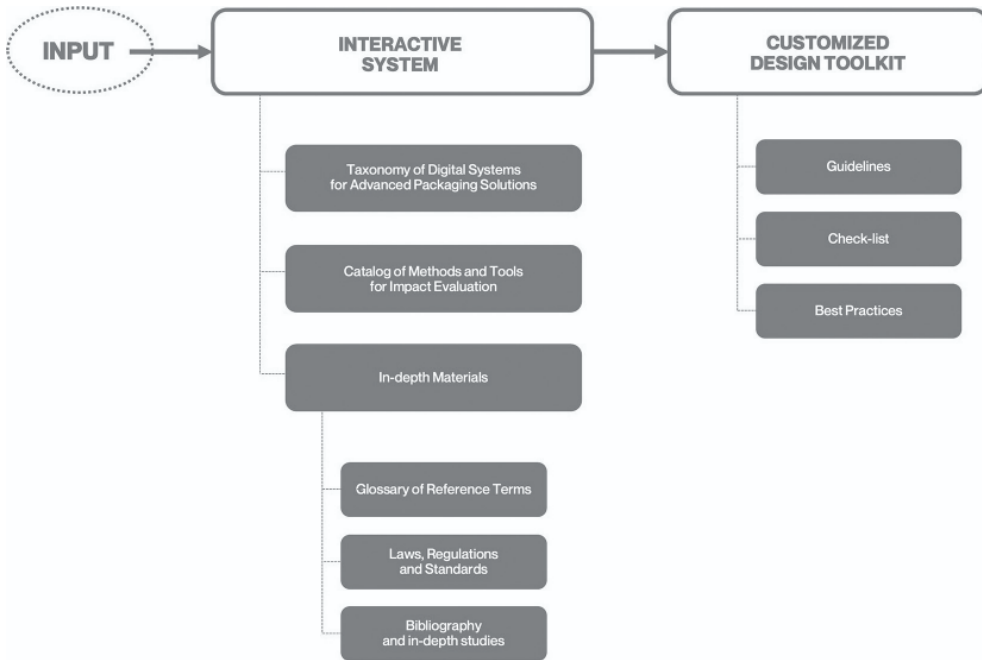 INPUT
INTERACTIVE
SYSTEM
CUSTOMIZED
DESIGN TOOLKIT
Taxonomy of Digital Systems
for Advanced Packaging Solutions
Catalog of Methods and Tools
for Impact Evaluation
In-depth Materials
Glossary of Reference Terms
Laws, Regulations
and Standards
Bibliography
and in-depth studies
Guidelines
Check-list
Best Practices